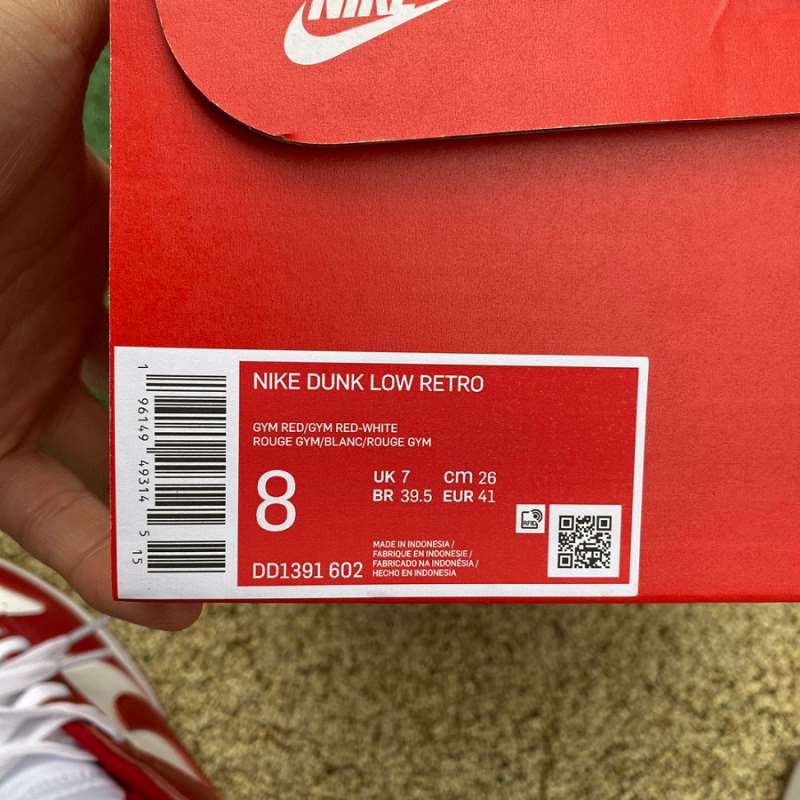 NIKE
NIKE DUNK LOW RETRO
GYM RED/GYM RED-WHITE
ROUGE GYM/BLANC/ROUGE GYM
8
UK 7 cm 26
BR 39.5 EUR 41
RFID
DD1391 602
MADE IN INDONESIA /
FABRIQUE EN INDONESIE /
FABRICADO NA INDONÉSIA /
HECHO EN INDONESIA
1 96149 49314 5 15